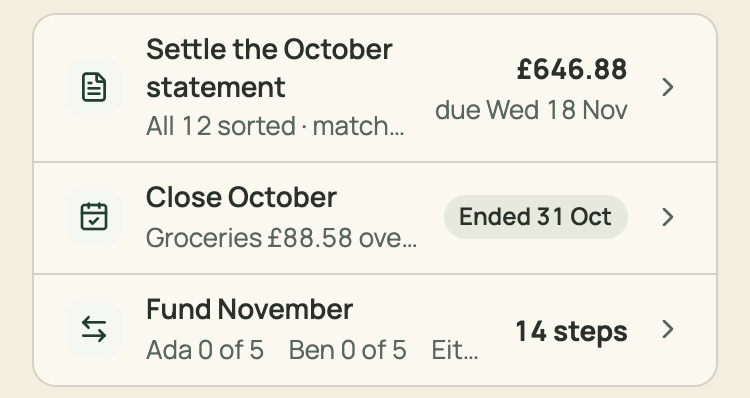 Settle the October
statement
All 12 sorted · match...
£646.88
due Wed 18 Nov
Close October
Groceries £88.58 ove...
Ended 31 Oct
Fund November
Ada 0 of 5 Ben 0 of 5 Eit...
14 steps